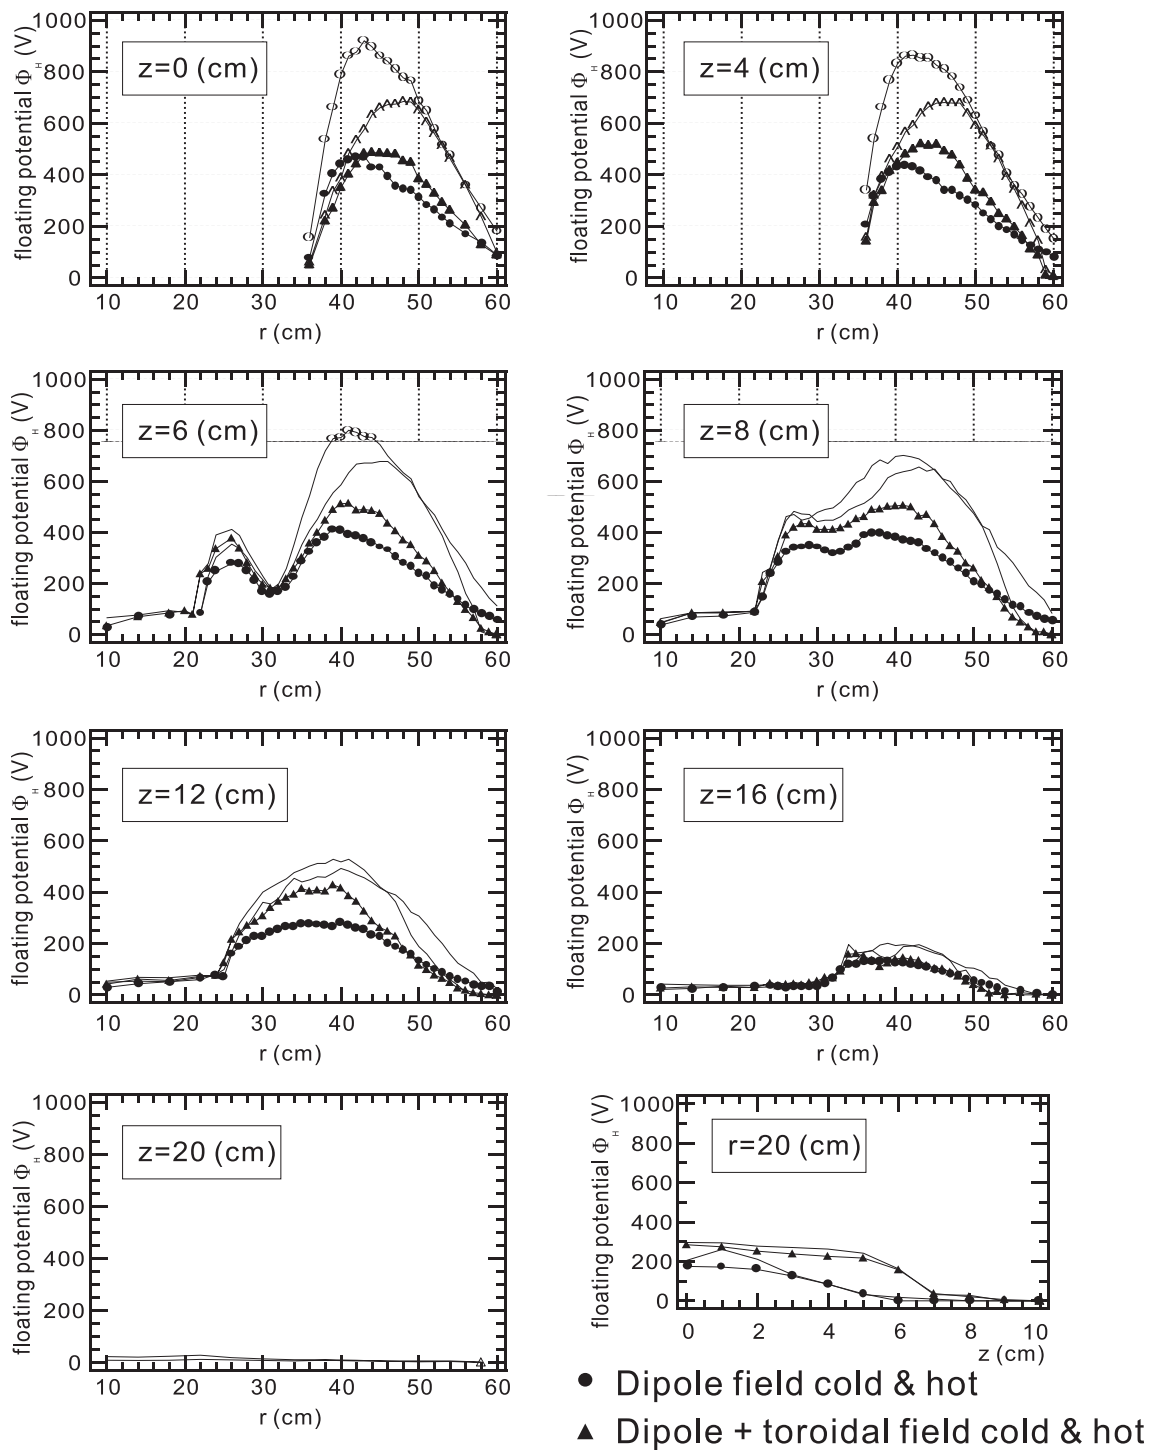 floating potential Φ_H (V)
1000
800
600
400
200
0
z=0 (cm)
10 20 30 40 50 60
r (cm)
floating potential Φ_H (V)
1000
800
600
400
200
0
z=4 (cm)
10 20 30 40 50 60
r (cm)
floating potential Φ_H (V)
1000
800
600
400
200
0
z=6 (cm)
10 20 30 40 50 60
r (cm)
floating potential Φ_H (V)
1000
800
600
400
200
0
z=8 (cm)
10 20 30 40 50 60
r (cm)
floating potential Φ_H (V)
1000
800
600
400
200
0
z=12 (cm)
10 20 30 40 50 60
r (cm)
floating potential Φ_H (V)
1000
800
600
400
200
0
z=16 (cm)
10 20 30 40 50 60
r (cm)
floating potential Φ_H (V)
1000
800
600
400
200
0
z=20 (cm)
10 20 30 40 50 60
r (cm)
floating potential Φ_H (V)
1000
800
600
400
200
0
r=20 (cm)
0 2 4 6 8 10
z (cm)
● Dipole field cold & hot
▲ Dipole + toroidal field cold & hot